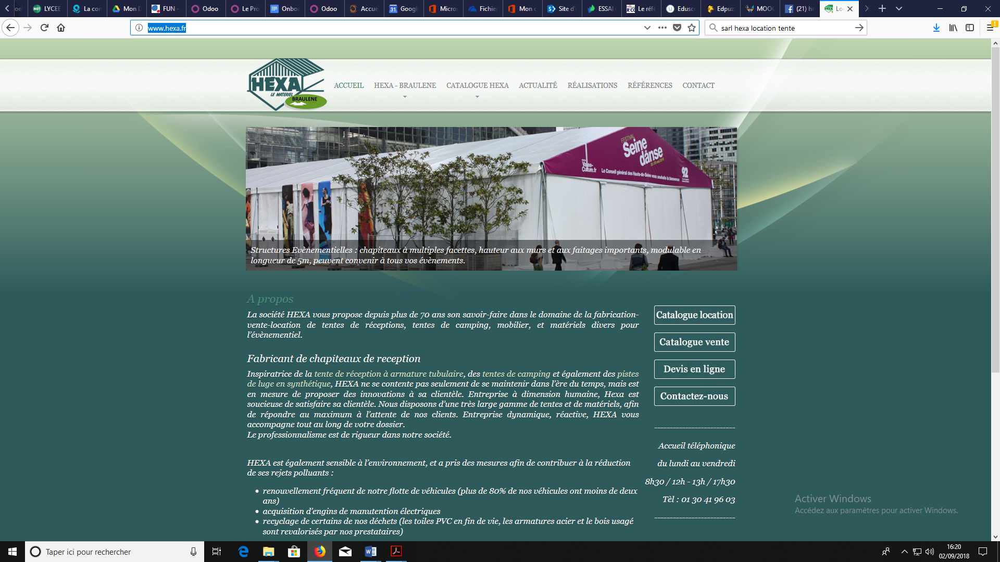 LYCEE
La con
Mon D
FUN -
Odoo
Le Pro
Onboa
Odoo
Accue
Googl
Micros
Fichier
Mon c
Site d'
ESSAI
Le réfé
Edusc
Edpuz
MOOC
(21) he
Lo
www.hexa.fr
sarl hexa location tente
HEXA
LE MATERIEL
BRAULENE
ACCUEIL HEXA - BRAULENE CATALOGUE HEXA ACTUALITÉ RÉALISATIONS RÉFÉRENCES CONTACT
FESTIVAL
Seine
danse
Vallée-
Culture.fr
Le Conseil général des Hauts-de-Seine vous souhaite la bienvenue
92
Structures Evènementielles : chapiteaux à multiples facettes, hauteur aux murs et aux faitages importants, modulable en
longueur de 5m, peuvent convenir à tous vos évènements.
A propos
La société HEXA vous propose depuis plus de 70 ans son savoir-faire dans le domaine de la fabrication-
vente-location de tentes de réceptions, tentes de camping, mobilier, et matériels divers pour
l'évènementiel.
Fabricant de chapiteaux de reception
Inspiratrice de la tente de réception à armature tubulaire, des tentes de camping et également des pistes
de luge en synthétique, HEXA ne se contente pas seulement de se maintenir dans l'ère du temps, mais est
en mesure de proposer des innovations à sa clientèle. Entreprise à dimension humaine, Hexa est
soucieuse de satisfaire sa clientèle. Nous disposons d'une très large gamme de tentes et de matériels, afin
de répondre au maximum à l'attente de nos clients. Entreprise dynamique, réactive, HEXA vous
accompagne tout au long de votre dossier.
Le professionnalisme est de rigueur dans notre société.
HEXA est également sensible à l'environnement, et a pris des mesures afin de contribuer à la réduction
de ses rejets polluants :
• renouvellement fréquent de notre flotte de véhicules (plus de 80% de nos véhicules ont moins de deux
ans)
• acquisition d'engins de manutention électriques
• recyclage de certains de nos déchets (les toiles PVC en fin de vie, les armatures acier et le bois usagé
sont revalorisés par nos prestataires)
Catalogue location
Catalogue vente
Devis en ligne
Contactez-nous
--------------------------
Accueil téléphonique
du lundi au vendredi
8h30 / 12h - 13h / 17h30
Tèl : 01 30 41 96 03
--------------------------
Activer Windows
Accédez aux paramètres pour activer Windows.
Taper ici pour rechercher
16:20
02/09/2018